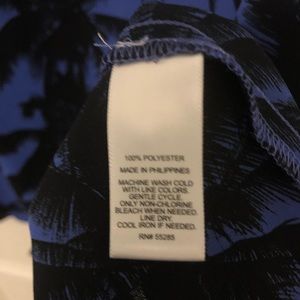 100% POLYESTER
MADE IN PHILIPPINES
MACHINE WASH COLD
WITH LIKE COLORS.
GENTLE CYCLE.
ONLY NON-CHLORINE
BLEACH WHEN NEEDED.
LINE DRY.
COOL IRON IF NEEDED.
RN# 55285